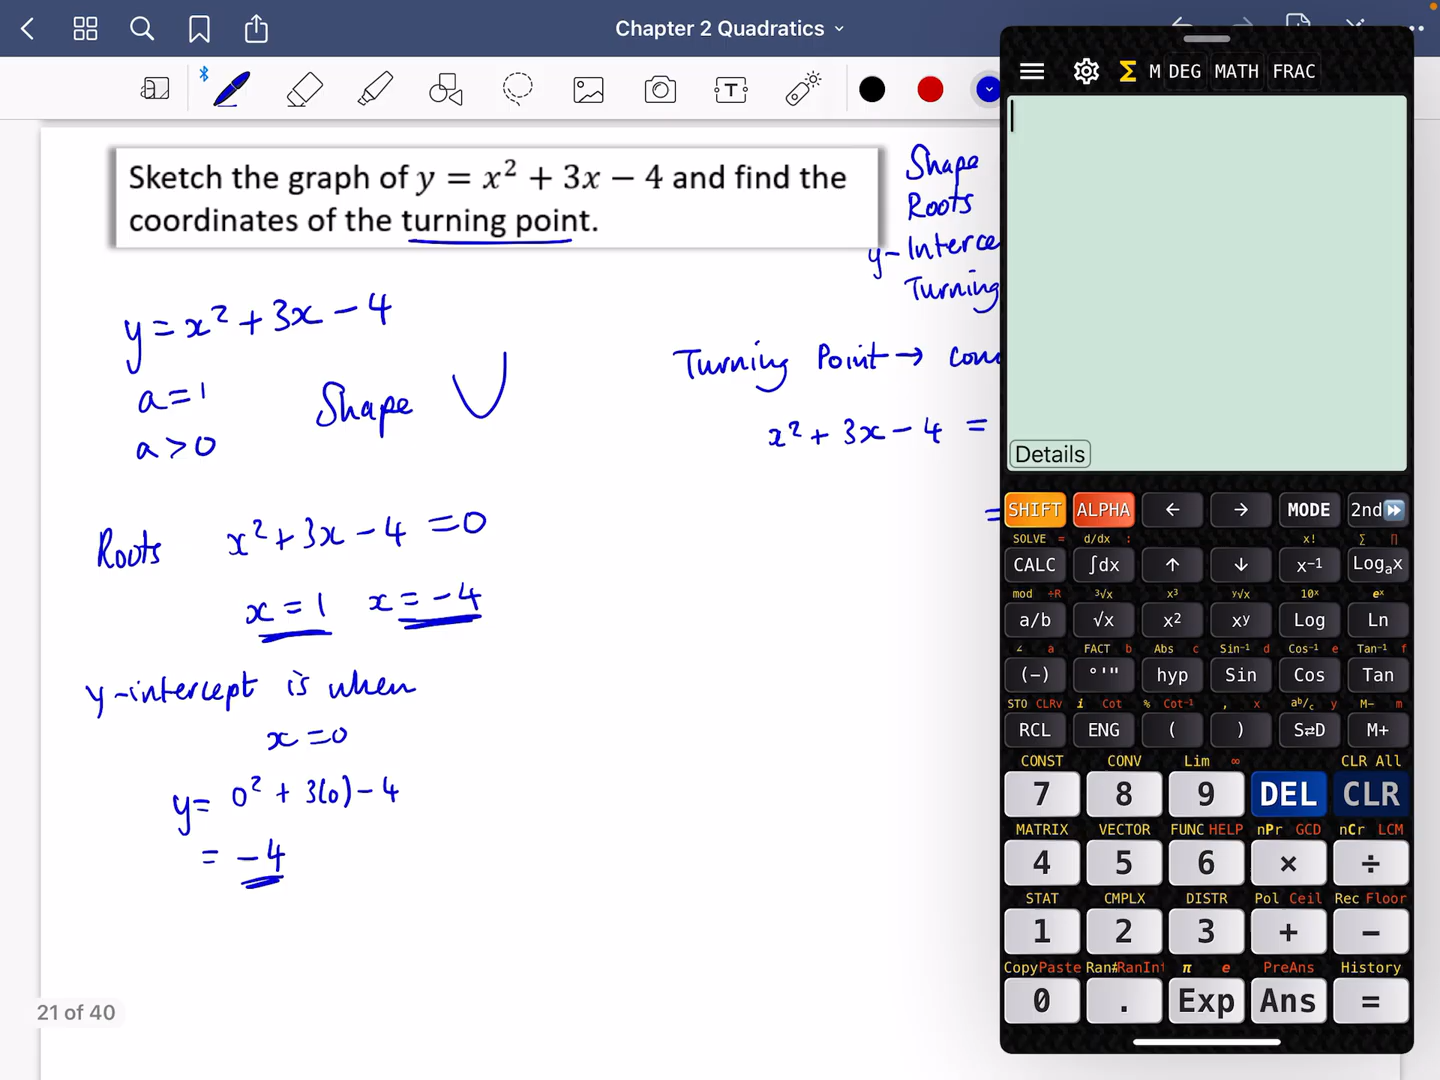 Chapter 2 Quadratics
Sketch the graph of y = x² + 3x − 4 and find the
coordinates of the turning point.
Shape
Roots
y-Interce
Turning
y = x² + 3x − 4
a = 1
a > 0
Shape
Turning Point → com
x² + 3x − 4 =
=
Roots x² + 3x − 4 = 0
x = 1 x = −4
y-intercept is when
x = 0
y = 0² + 3(0) − 4
= −4
21 of 40
Σ M DEG MATH FRAC
Details
SHIFT ALPHA ← → MODE 2nd
SOLVE = d/dx : x! ∑ ∏
CALC ∫dx ↑ ↓ x⁻¹ Logₐx
mod ÷R ³√x x³ ʸ√x 10ˣ eˣ
a/b √x x² xʸ Log Ln
∠ a FACT b Abs c Sin⁻¹ d Cos⁻¹ e Tan⁻¹ f
(−) °'" hyp Sin Cos Tan
STO CLRv i Cot % Cot⁻¹ , x aᵇ/c y M− m
RCL ENG ( ) S⇄D M+
CONST CONV Lim ∞ CLR All
7 8 9 DEL CLR
MATRIX VECTOR FUNC HELP nPr GCD nCr LCM
4 5 6 × ÷
STAT CMPLX DISTR Pol Ceil Rec Floor
1 2 3 + −
Copy Paste Ran# RanInt π e PreAns History
0 . Exp Ans =